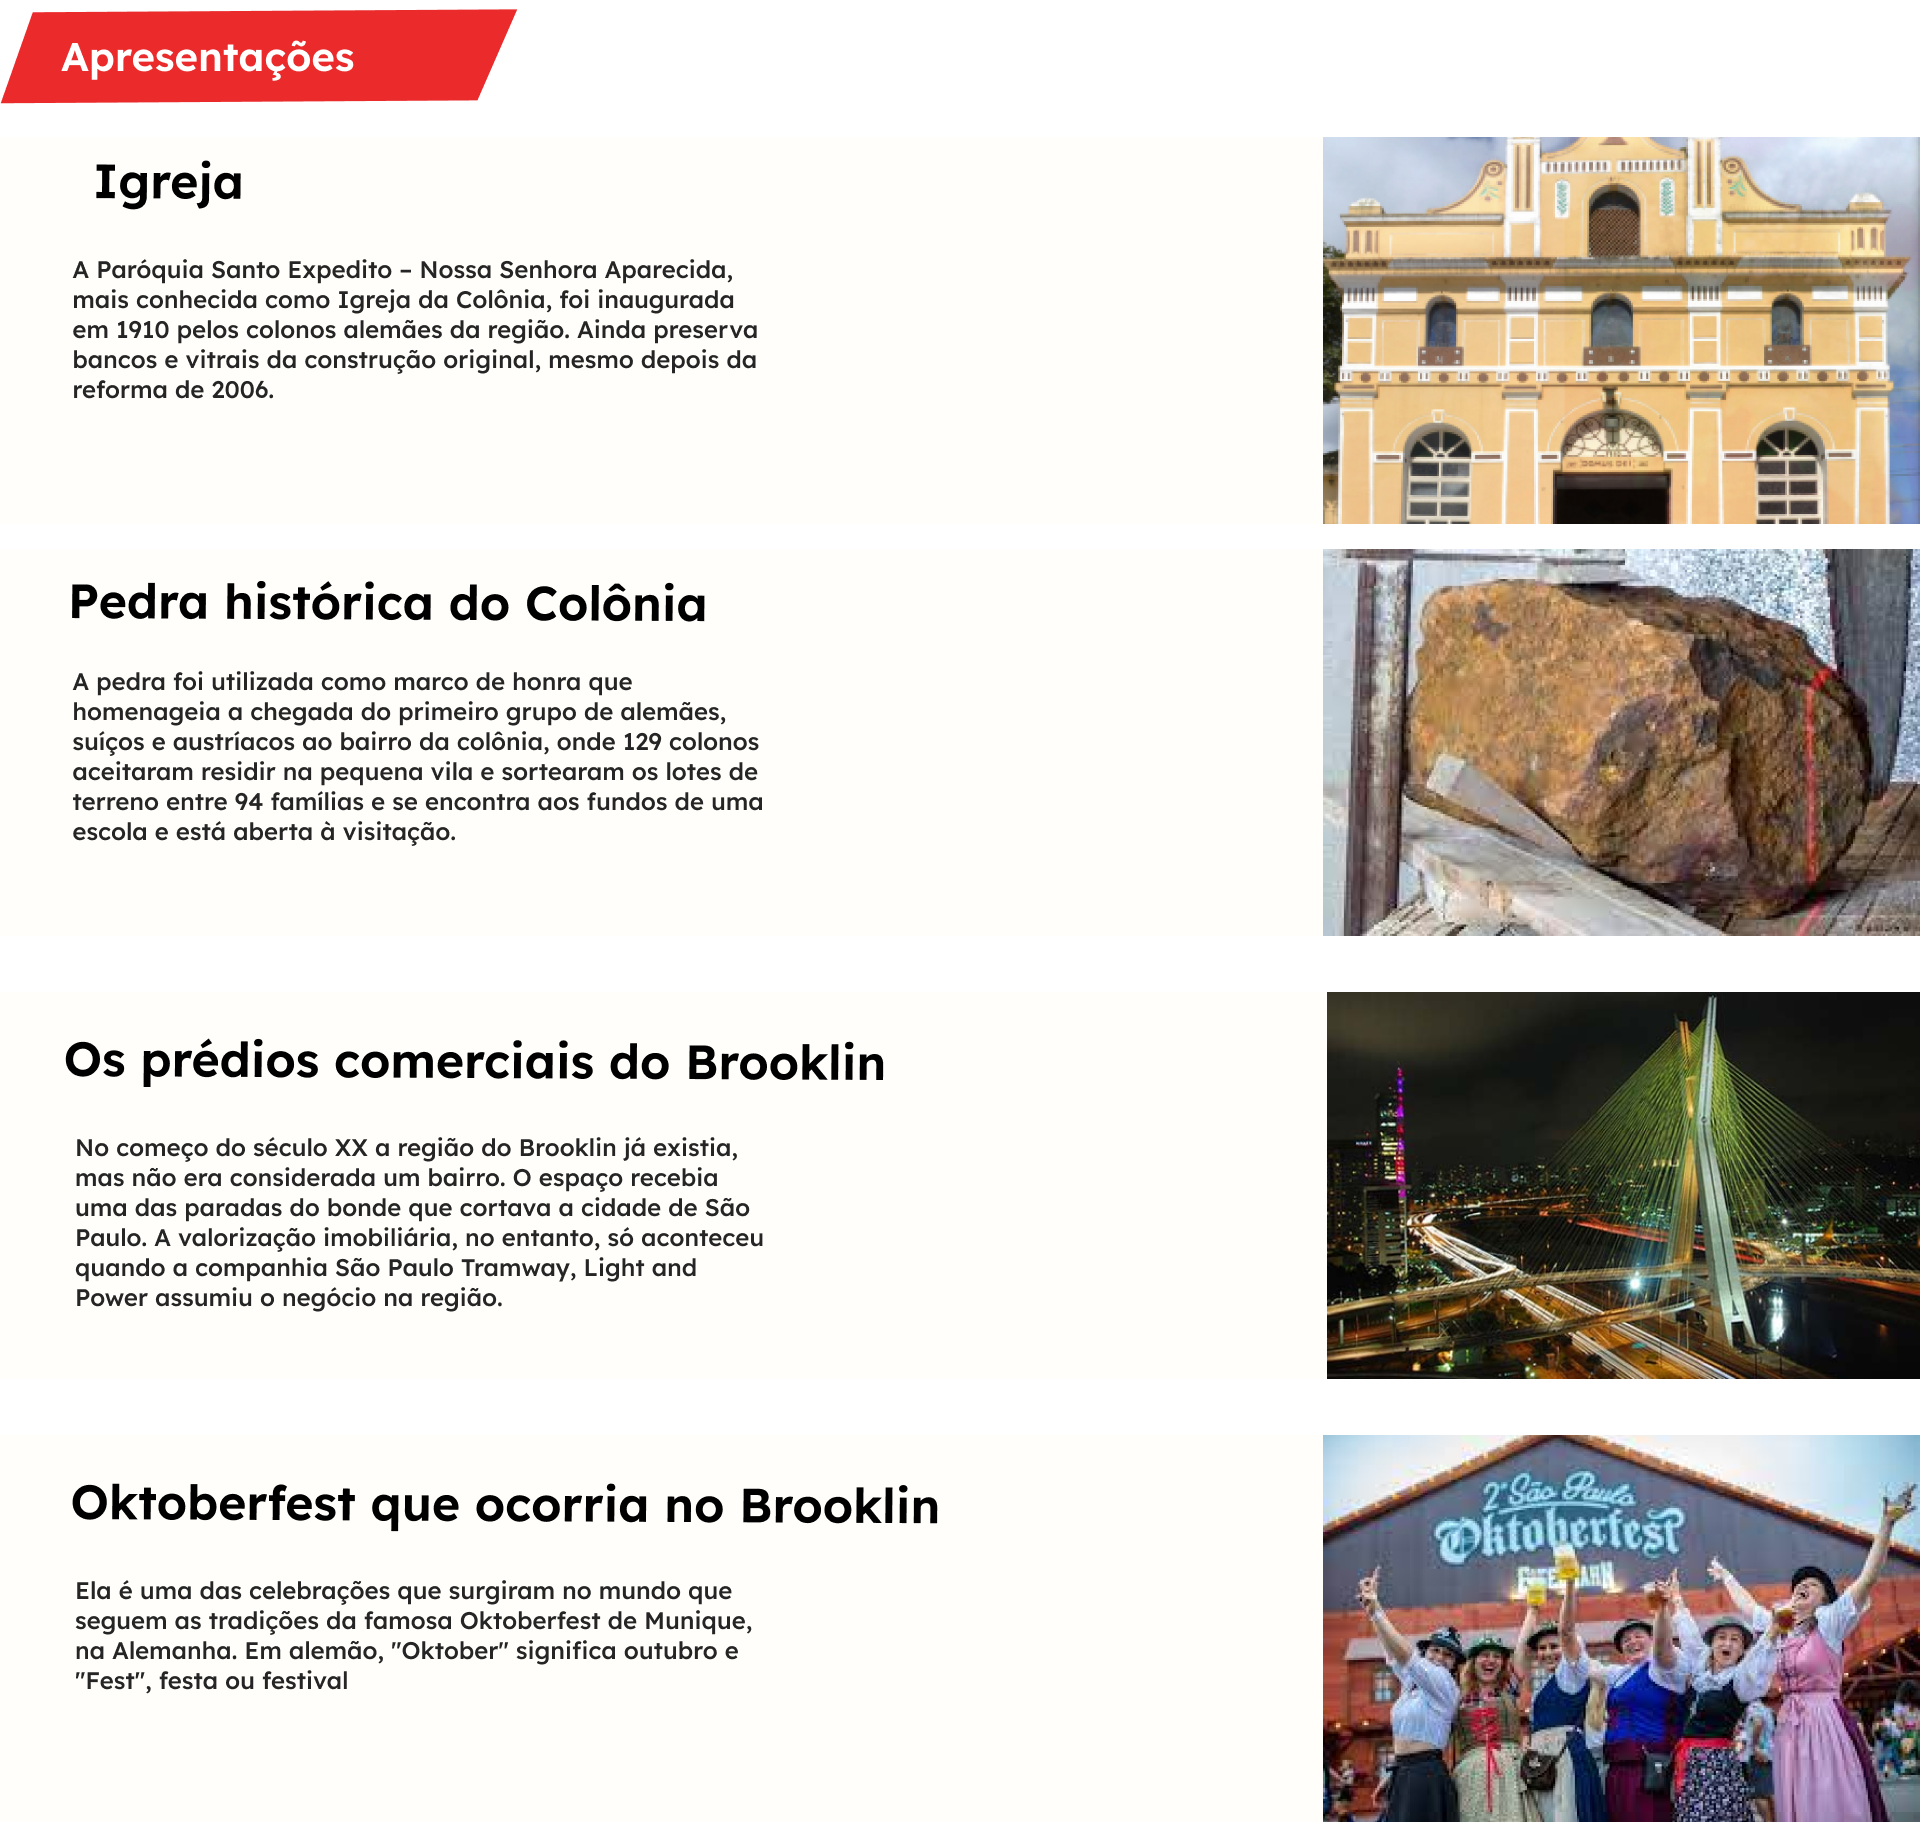 Apresentações
Igreja
A Paróquia Santo Expedito – Nossa Senhora Aparecida,
mais conhecida como Igreja da Colônia, foi inaugurada
em 1910 pelos colonos alemães da região. Ainda preserva
bancos e vitrais da construção original, mesmo depois da
reforma de 2006.
DOMUS DEI
Pedra histórica do Colônia
A pedra foi utilizada como marco de honra que
homenageia a chegada do primeiro grupo de alemães,
suíços e austríacos ao bairro da colônia, onde 129 colonos
aceitaram residir na pequena vila e sortearam os lotes de
terreno entre 94 famílias e se encontra aos fundos de uma
escola e está aberta à visitação.
Os prédios comerciais do Brooklin
No começo do século XX a região do Brooklin já existia,
mas não era considerada um bairro. O espaço recebia
uma das paradas do bonde que cortava a cidade de São
Paulo. A valorização imobiliária, no entanto, só aconteceu
quando a companhia São Paulo Tramway, Light and
Power assumiu o negócio na região.
Oktoberfest que ocorria no Brooklin
Ela é uma das celebrações que surgiram no mundo que
seguem as tradições da famosa Oktoberfest de Munique,
na Alemanha. Em alemão, "Oktober" significa outubro e
"Fest", festa ou festival
2ª São Paulo
Oktoberfest